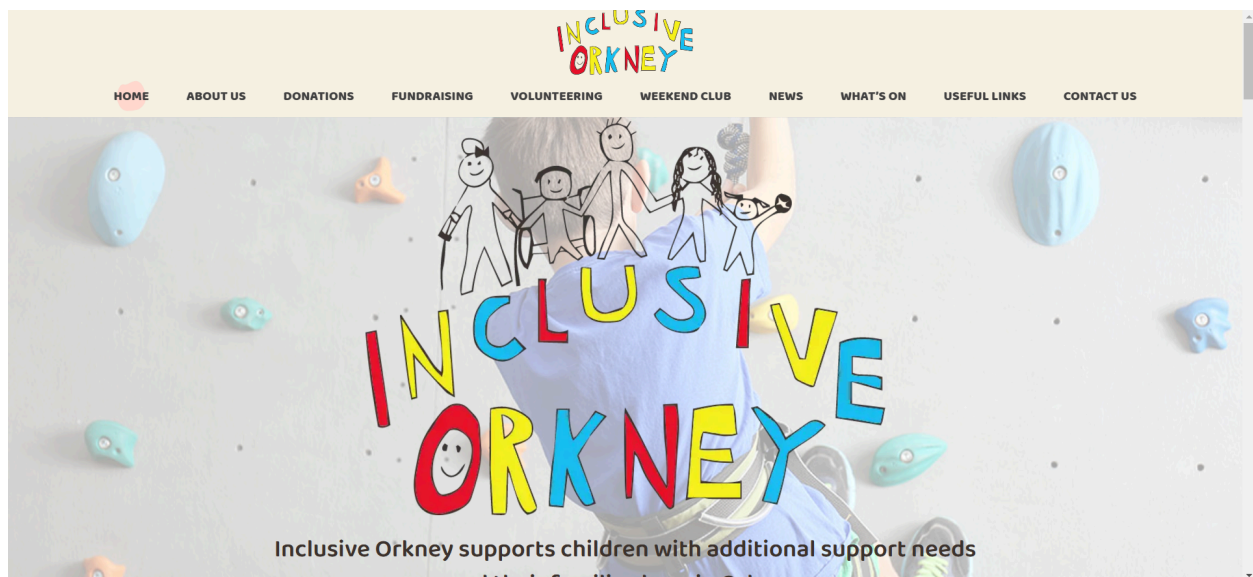 INCLUSIVE
ORKNEY
HOME ABOUT US DONATIONS FUNDRAISING VOLUNTEERING WEEKEND CLUB NEWS WHAT'S ON USEFUL LINKS CONTACT US
INCLUSIVE
ORKNEY
Inclusive Orkney supports children with additional support needs